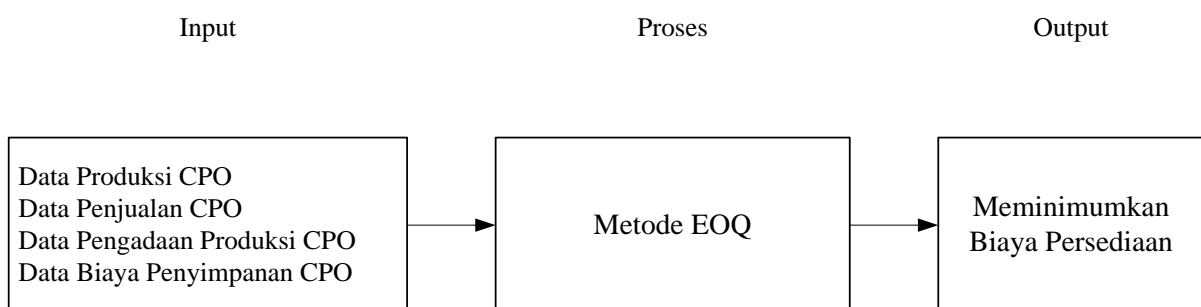 Input
Proses
Output
Data Produksi CPO
Data Penjualan CPO
Data Pengadaan Produksi CPO
Data Biaya Penyimpanan CPO
Metode EOQ
Meminimumkan
Biaya Persediaan